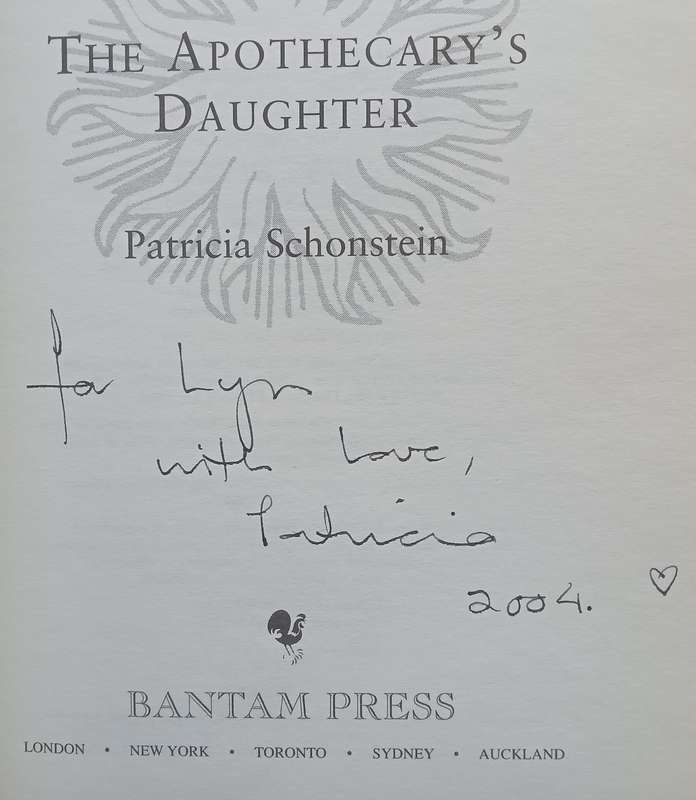 THE APOTHECARY'S
DAUGHTER
Patricia Schonstein
for Lyn
with love,
Patricia
2004.
BANTAM PRESS
LONDON • NEW YORK • TORONTO • SYDNEY • AUCKLAND